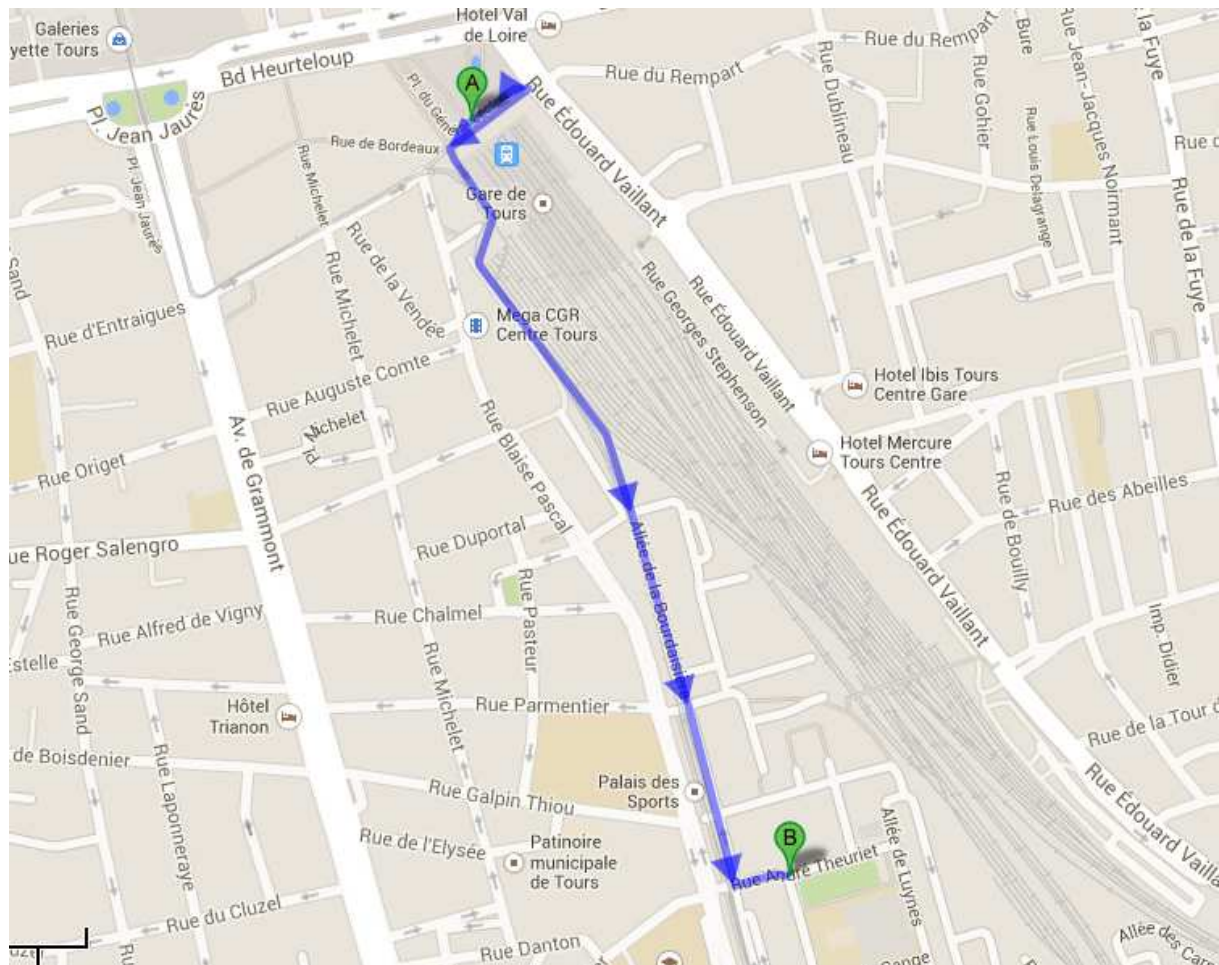 Hotel Val
de Loire
Galeries
yette Tours
Bd Heurteloup
Rue du Rempart
Rue du Rempart
Bure
Rue Jean-Jacques Noirmant
la Fuye
Rue Gohier
Rue Dublineau
Rue Louis Delagrange
A
Pl. du Géné
Pl. Jean Jaurès
Pl. Jean Jaurès
Rue de Bordeaux
Rue Édouard Vaillant
Rue Michelet
Gare de
Tours
Rue de la Fuye
Sand
Rue de la Vendée
Rue Michelet
Rue Georges Stephenson
Rue Édouard Vaillant
Rue d'Entraigues
Mega CGR
Centre Tours
Rue Auguste Comte
Hotel Ibis Tours
Centre Gare
Michelet
Pl.
Av. de Grammont
Rue Blaise Pascal
Hotel Mercure
Tours Centre
Rue Origet
Rue des Abeilles
Rue de Bouilly
Rue Édouard Vaillant
ue Roger Salengro
Rue Duportal
Allée de la Bourdaisière
Rue George Sand
Rue Alfred de Vigny
Rue Chalmel
Rue Pasteur
Imp. Didier
Estelle
Rue Michelet
Hôtel
Trianon
Rue Parmentier
Rue de la Tour d
de Boisdenier
Rue Laponneraye
Rue Galpin Thiou
Palais des
Sports
Rue Édouard Vailla
Rue de l'Elysée
Patinoire
municipale
de Tours
B
Rue André Theuriet
Allée de Luynes
Rue du Cluzel
Rue Danton
Allée des Car